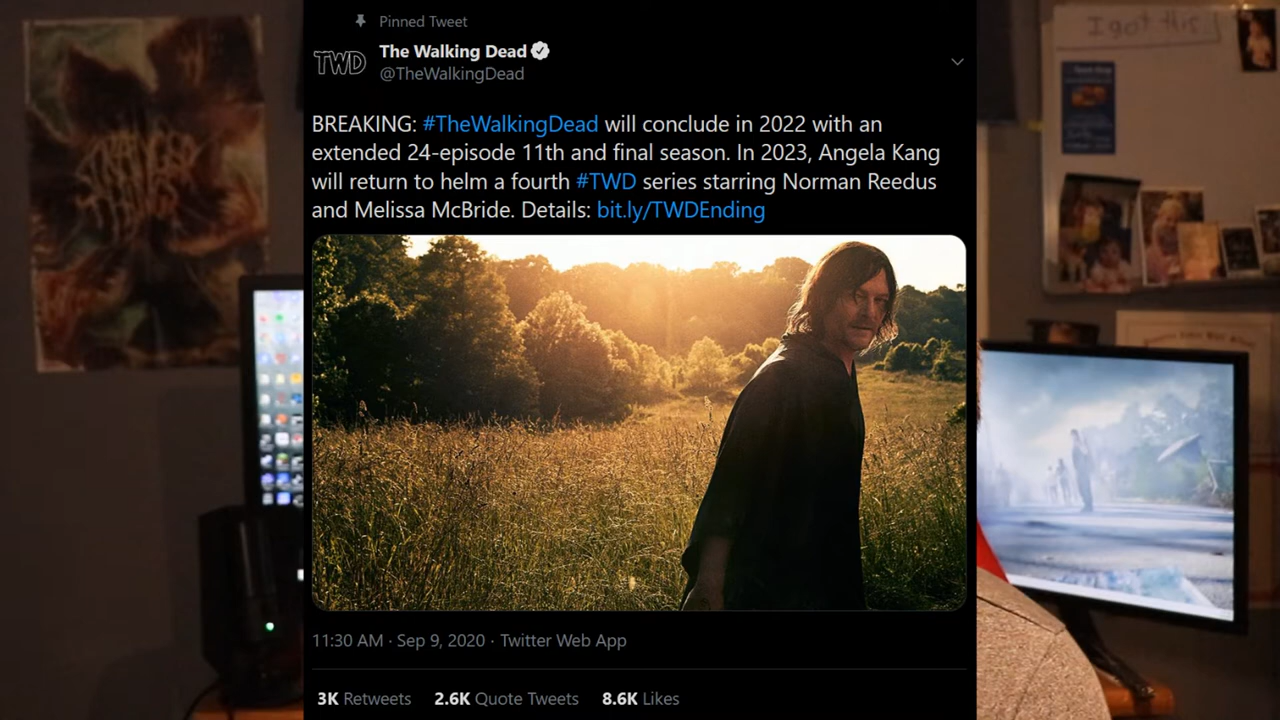 I got this!
Pinned Tweet
TWD The Walking Dead
@TheWalkingDead
BREAKING: #TheWalkingDead will conclude in 2022 with an
extended 24-episode 11th and final season. In 2023, Angela Kang
will return to helm a fourth #TWD series starring Norman Reedus
and Melissa McBride. Details: bit.ly/TWDEnding
11:30 AM · Sep 9, 2020 · Twitter Web App
3K Retweets 2.6K Quote Tweets 8.6K Likes